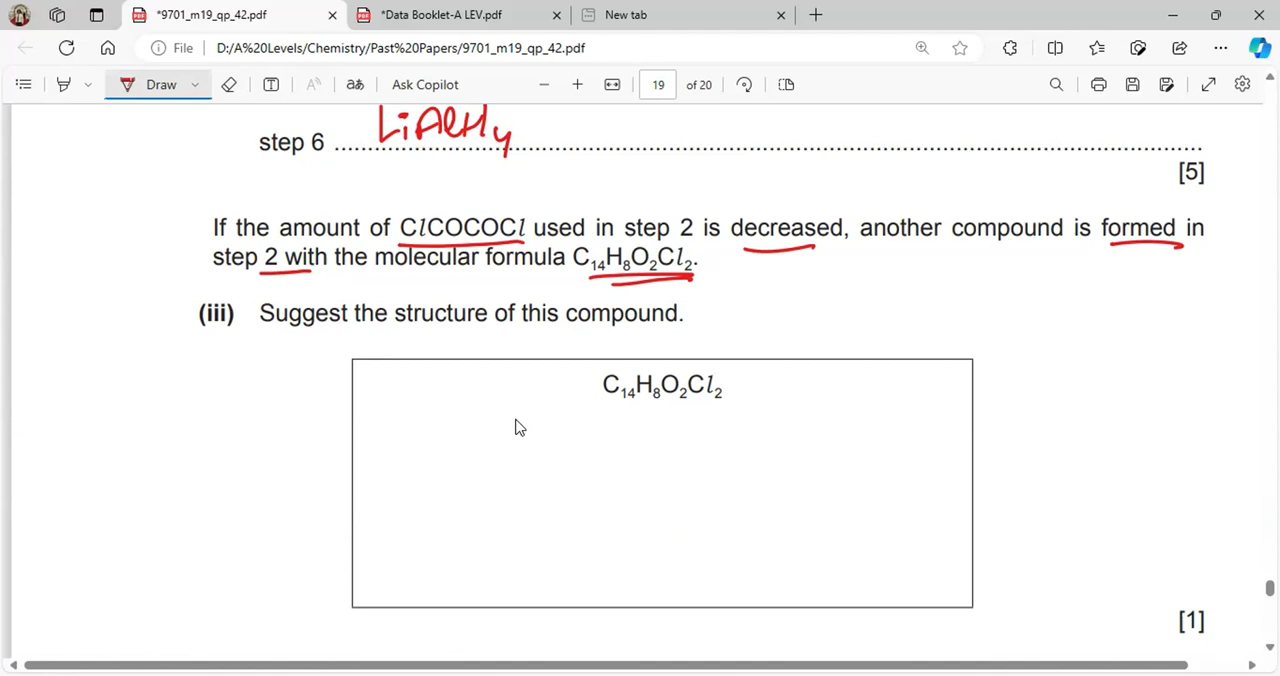 *9701_m19_qp_42.pdf
*Data Booklet-A LEV.pdf
New tab
File D:/A%20Levels/Chemistry/Past%20Papers/9701_m19_qp_42.pdf
Draw
T
A
aあ
Ask Copilot
19 of 20
LiAlH4
step 6 ........................................................................................................................
[5]
If the amount of ClCOCOCl used in step 2 is decreased, another compound is formed in
step 2 with the molecular formula C₁₄H₈O₂Cl₂.
(iii) Suggest the structure of this compound.
C₁₄H₈O₂Cl₂
[1]